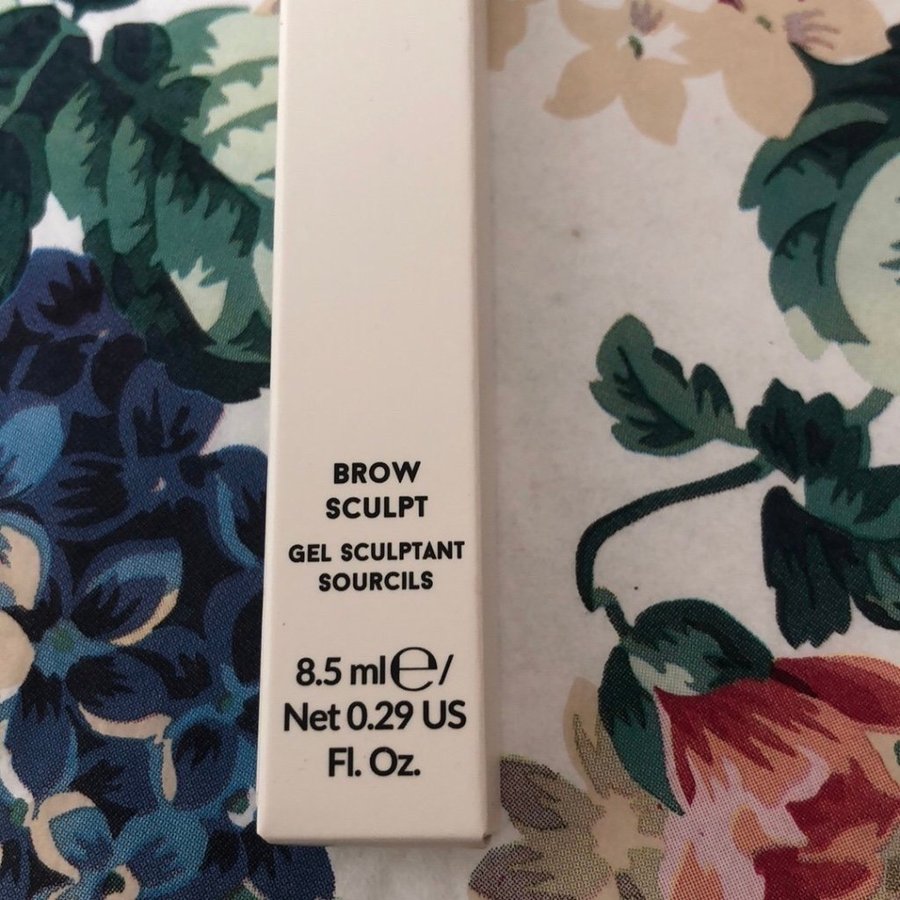 BROW
SCULPT
GEL SCULPTANT
SOURCILS
8.5 ml ℮/
Net 0.29 US
Fl. Oz.